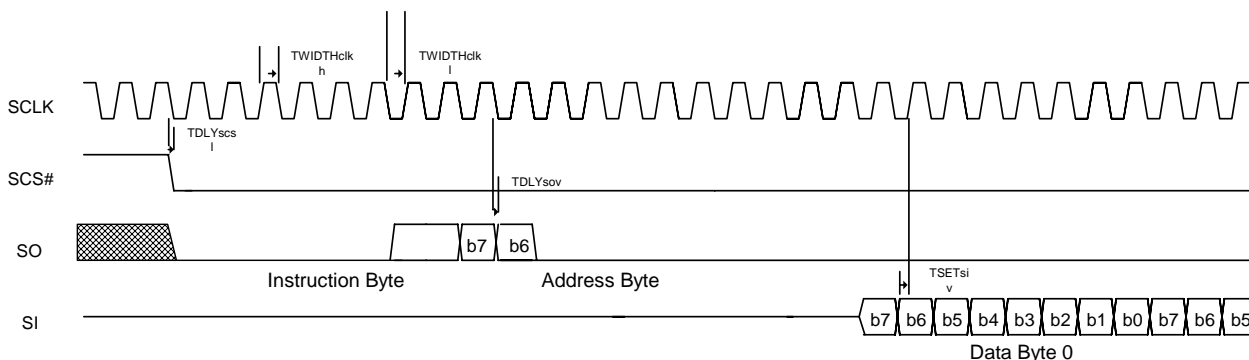 TWIDTHclk
h
TWIDTHclk
l
SCLK
TDLYscs
l
SCS#
TDLYsov
SO
b7 b6
Instruction Byte Address Byte
TSETsi
v
SI
b7 b6 b5 b4 b3 b2 b1 b0 b7 b6 b5
Data Byte 0